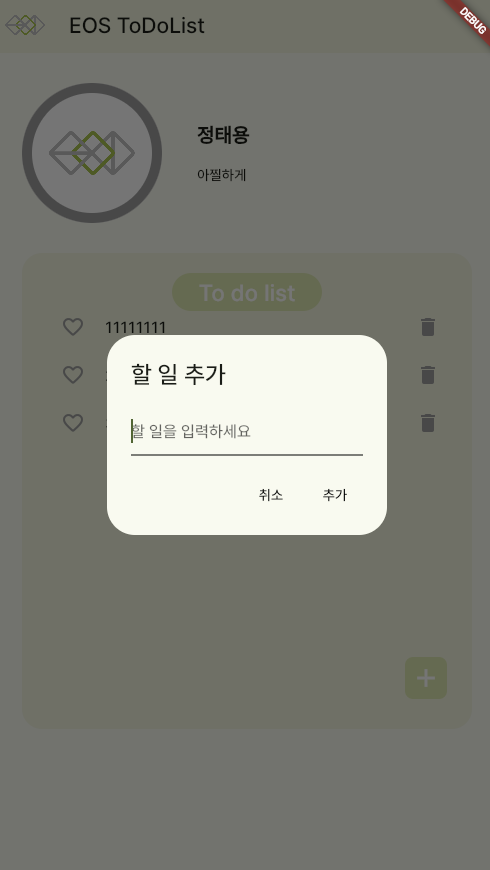 EOS ToDoList
DEBUG
정태용
아찔하게
To do list
11111111
할 일 추가
할 일을 입력하세요
취소 추가